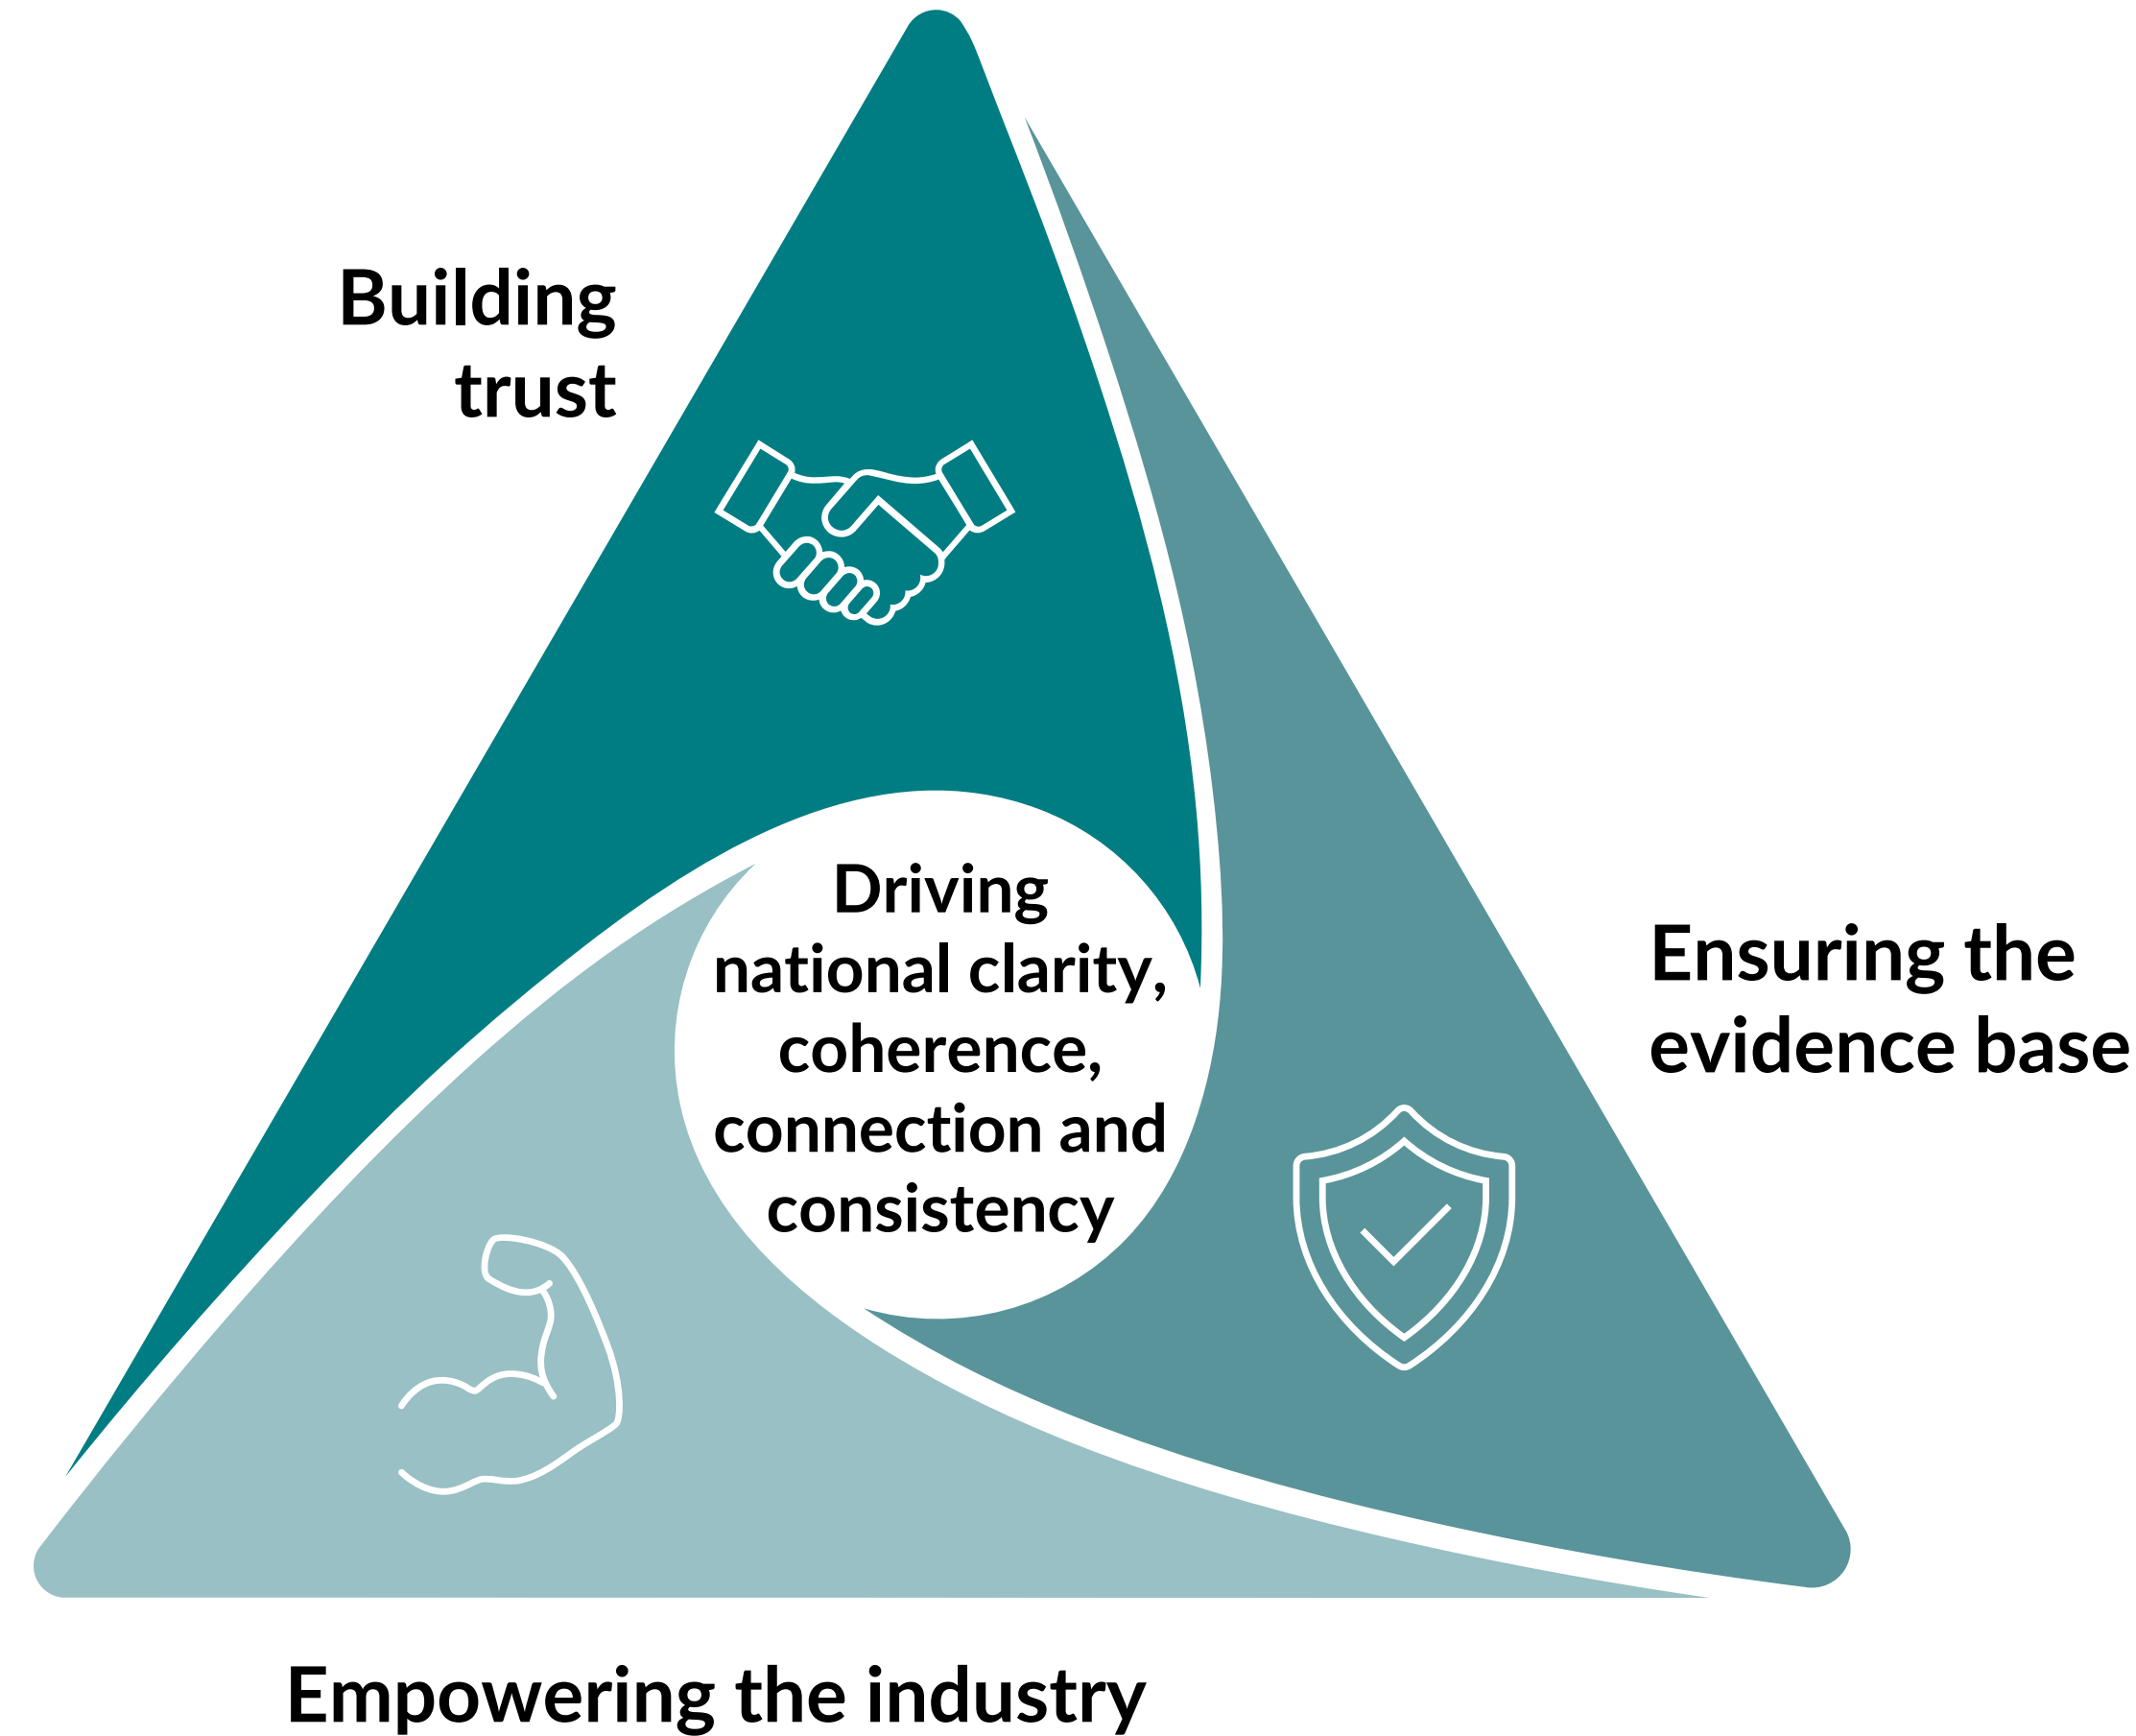 Building
trust
Driving
national clarity,
coherence,
connection and
consistency
Ensuring the
evidence base
Empowering the industry